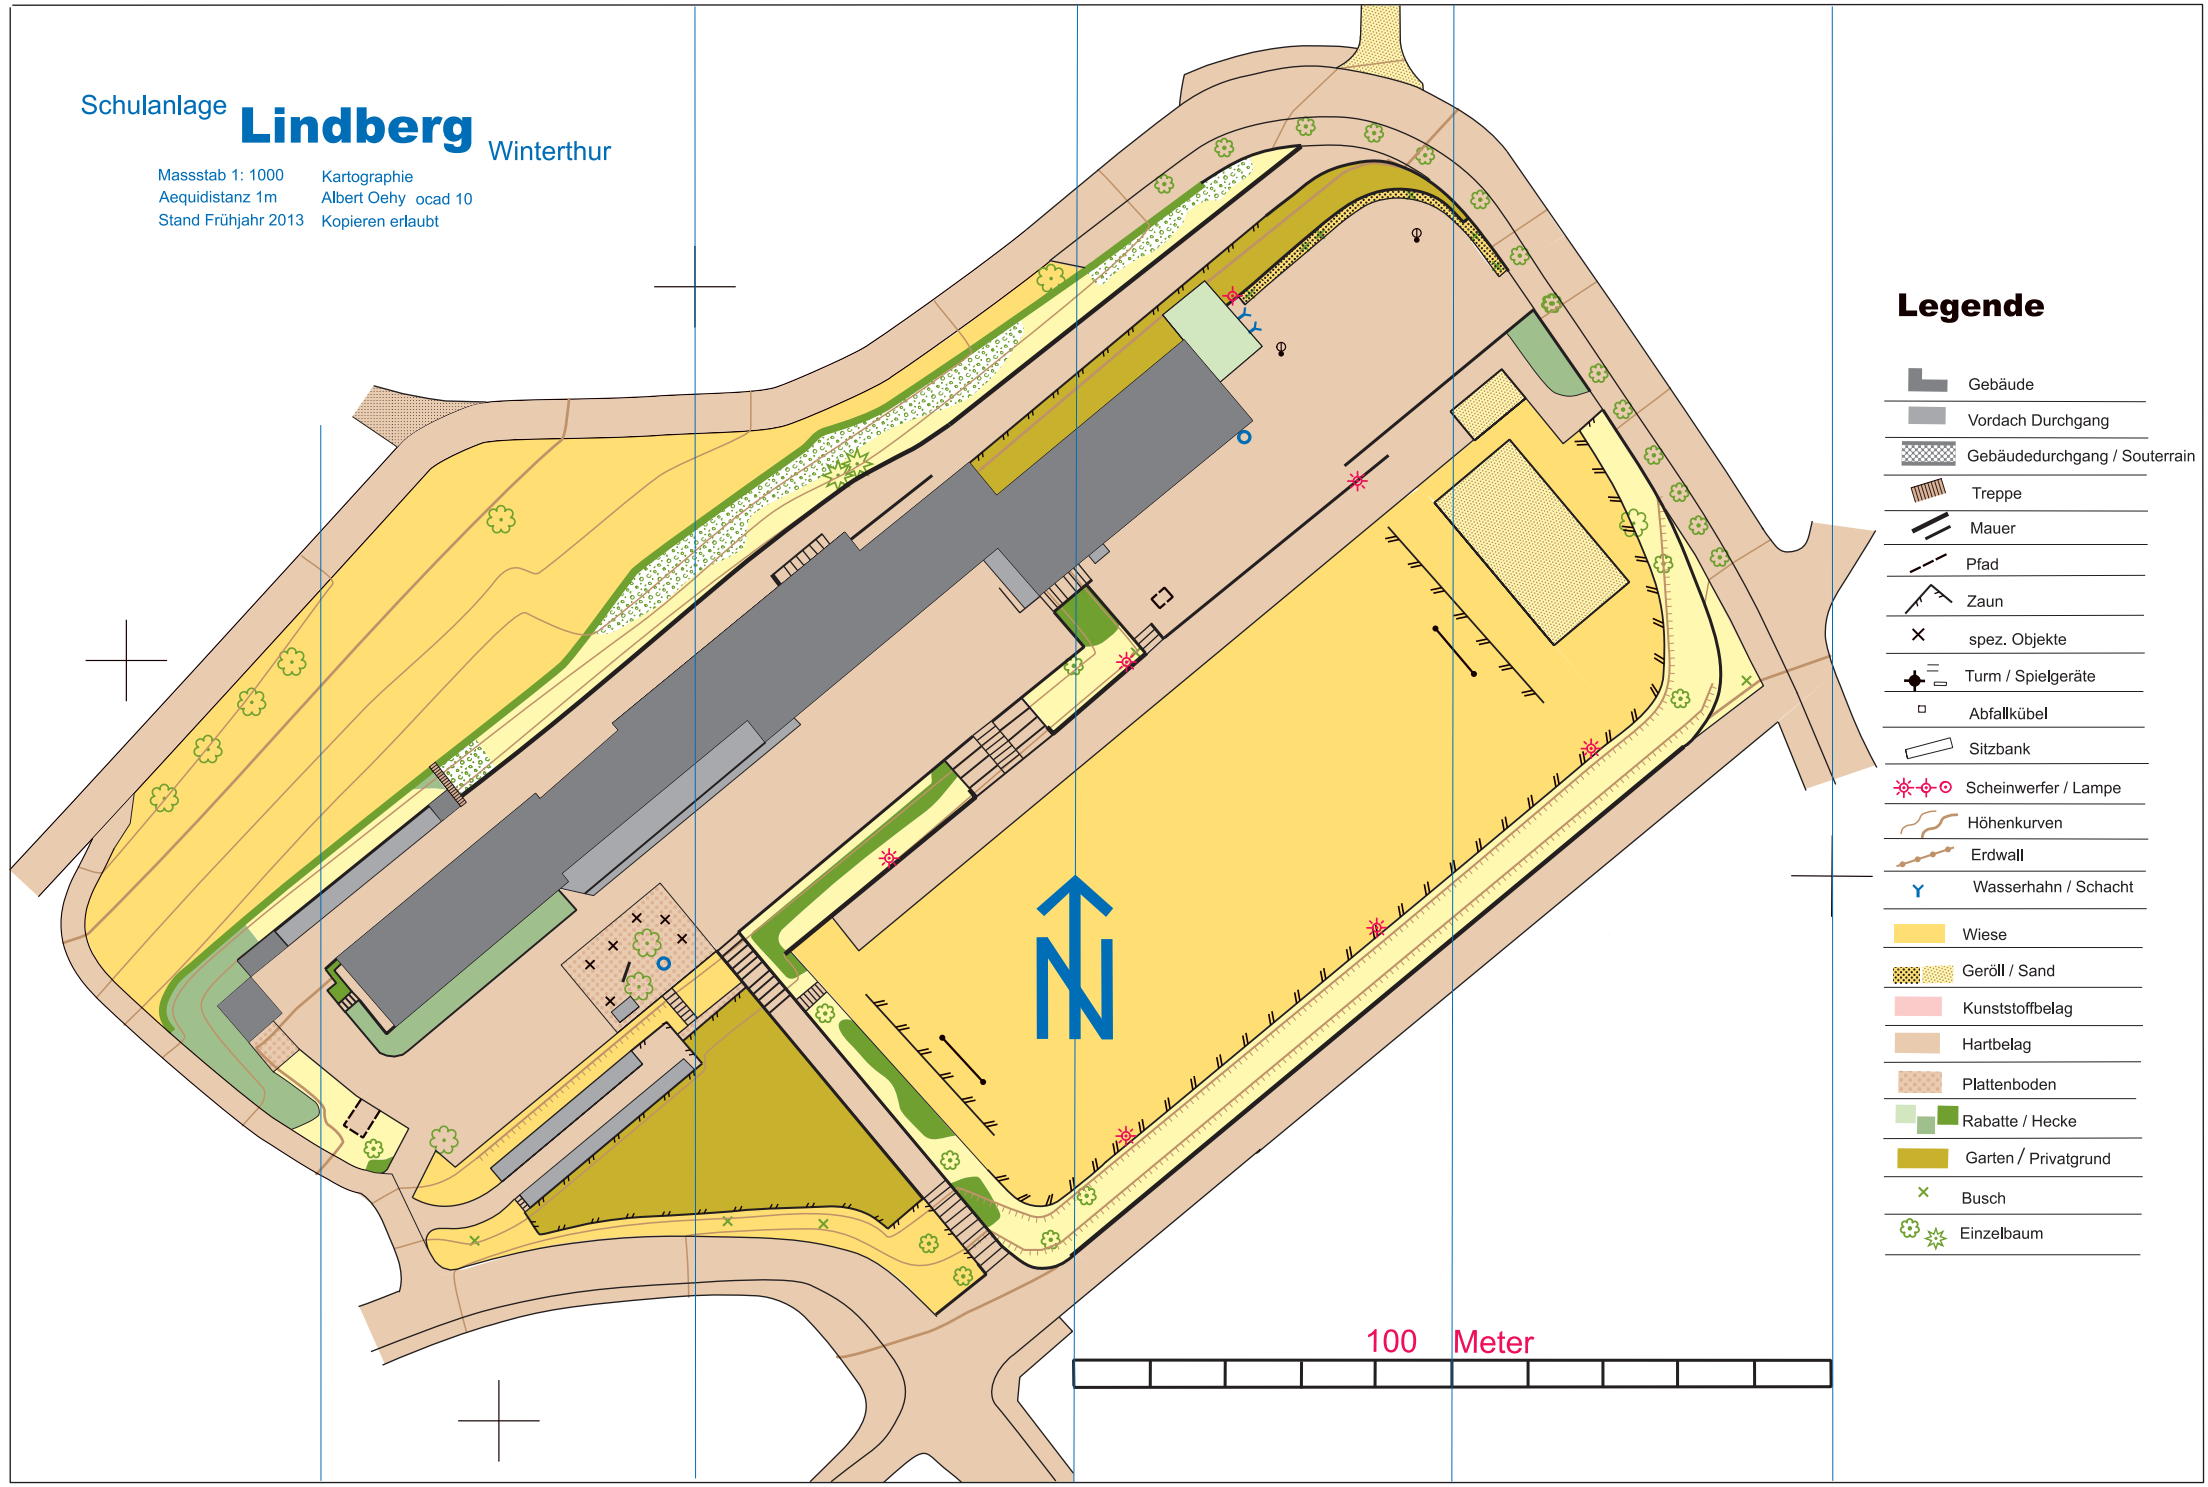 Schulanlage Lindberg Winterthur
Massstab 1: 1000 Kartographie
Aequidistanz 1m Albert Oehy ocad 10
Stand Frühjahr 2013 Kopieren erlaubt
Legende
Gebäude
Vordach Durchgang
Gebäudedurchgang / Souterrain
Treppe
Mauer
Pfad
Zaun
spez. Objekte
Turm / Spielgeräte
Abfallkübel
Sitzbank
Scheinwerfer / Lampe
Höhenkurven
Erdwall
Wasserhahn / Schacht
Wiese
Geröll / Sand
Kunststoffbelag
Hartbelag
Plattenboden
Rabatte / Hecke
Garten / Privatgrund
Busch
Einzelbaum
N
100 Meter